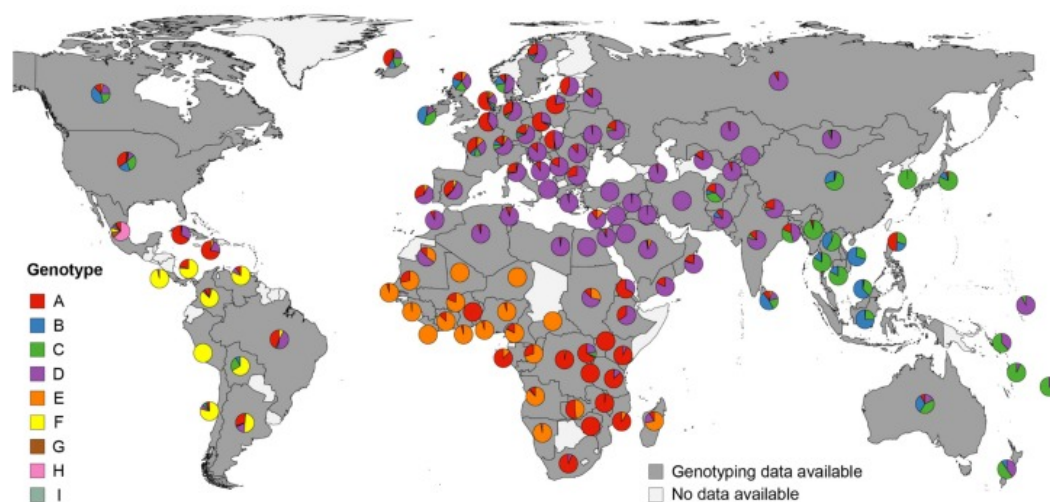 Genotype
A
B
C
D
E
F
G
H
I
Genotyping data available
No data available